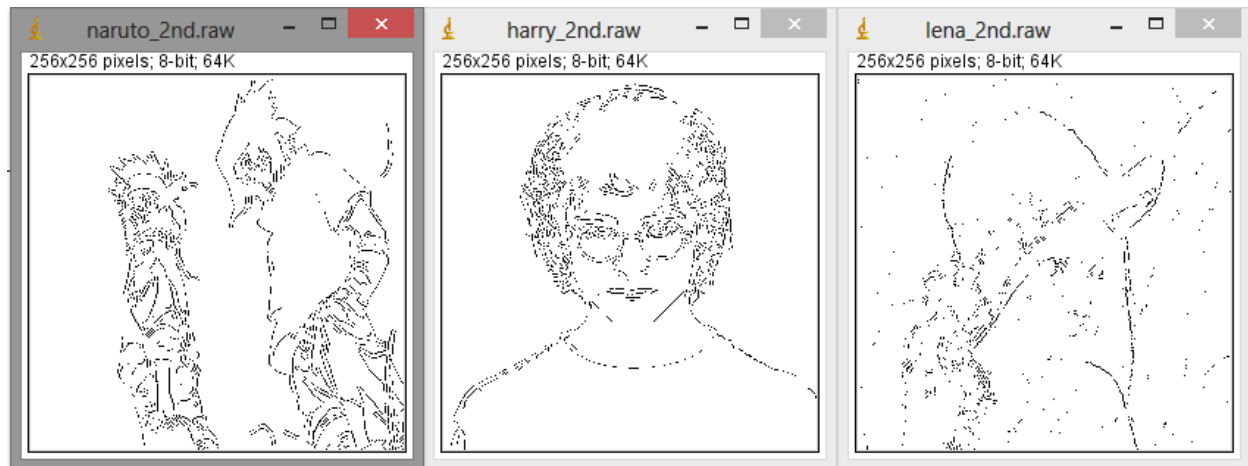 naruto_2nd.raw
256x256 pixels; 8-bit; 64K
harry_2nd.raw
256x256 pixels; 8-bit; 64K
lena_2nd.raw
256x256 pixels; 8-bit; 64K